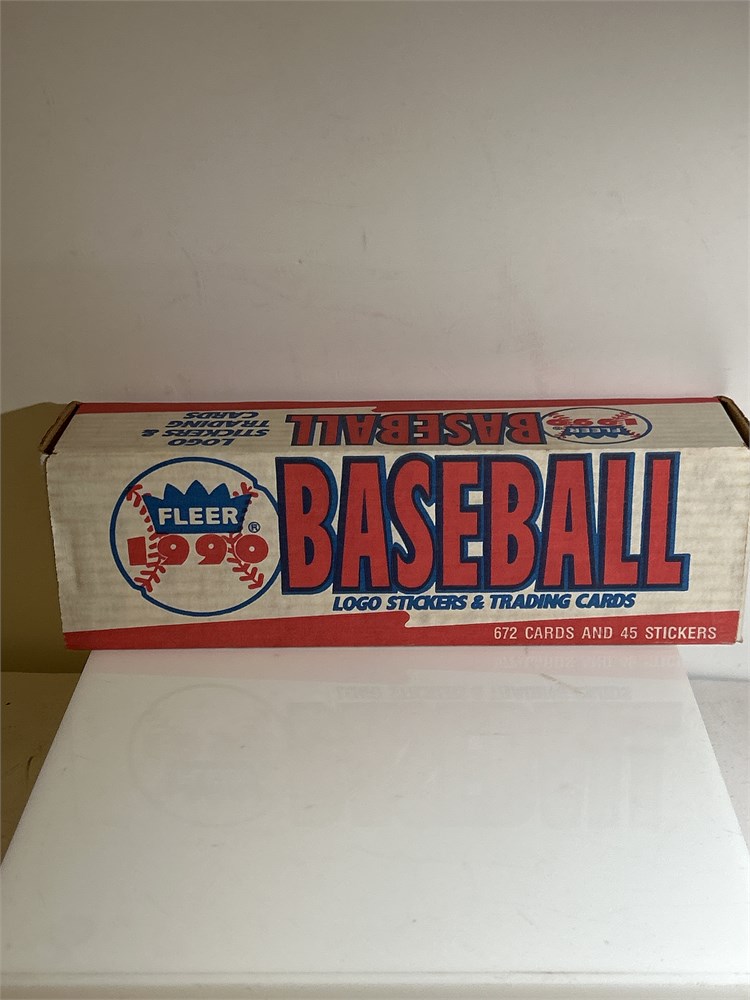 LOGO
STICKERS &
TRADING
CARDS
BASEBALL
FLEER
1990
FLEER®
1990
BASEBALL
LOGO STICKERS & TRADING CARDS
672 CARDS AND 45 STICKERS